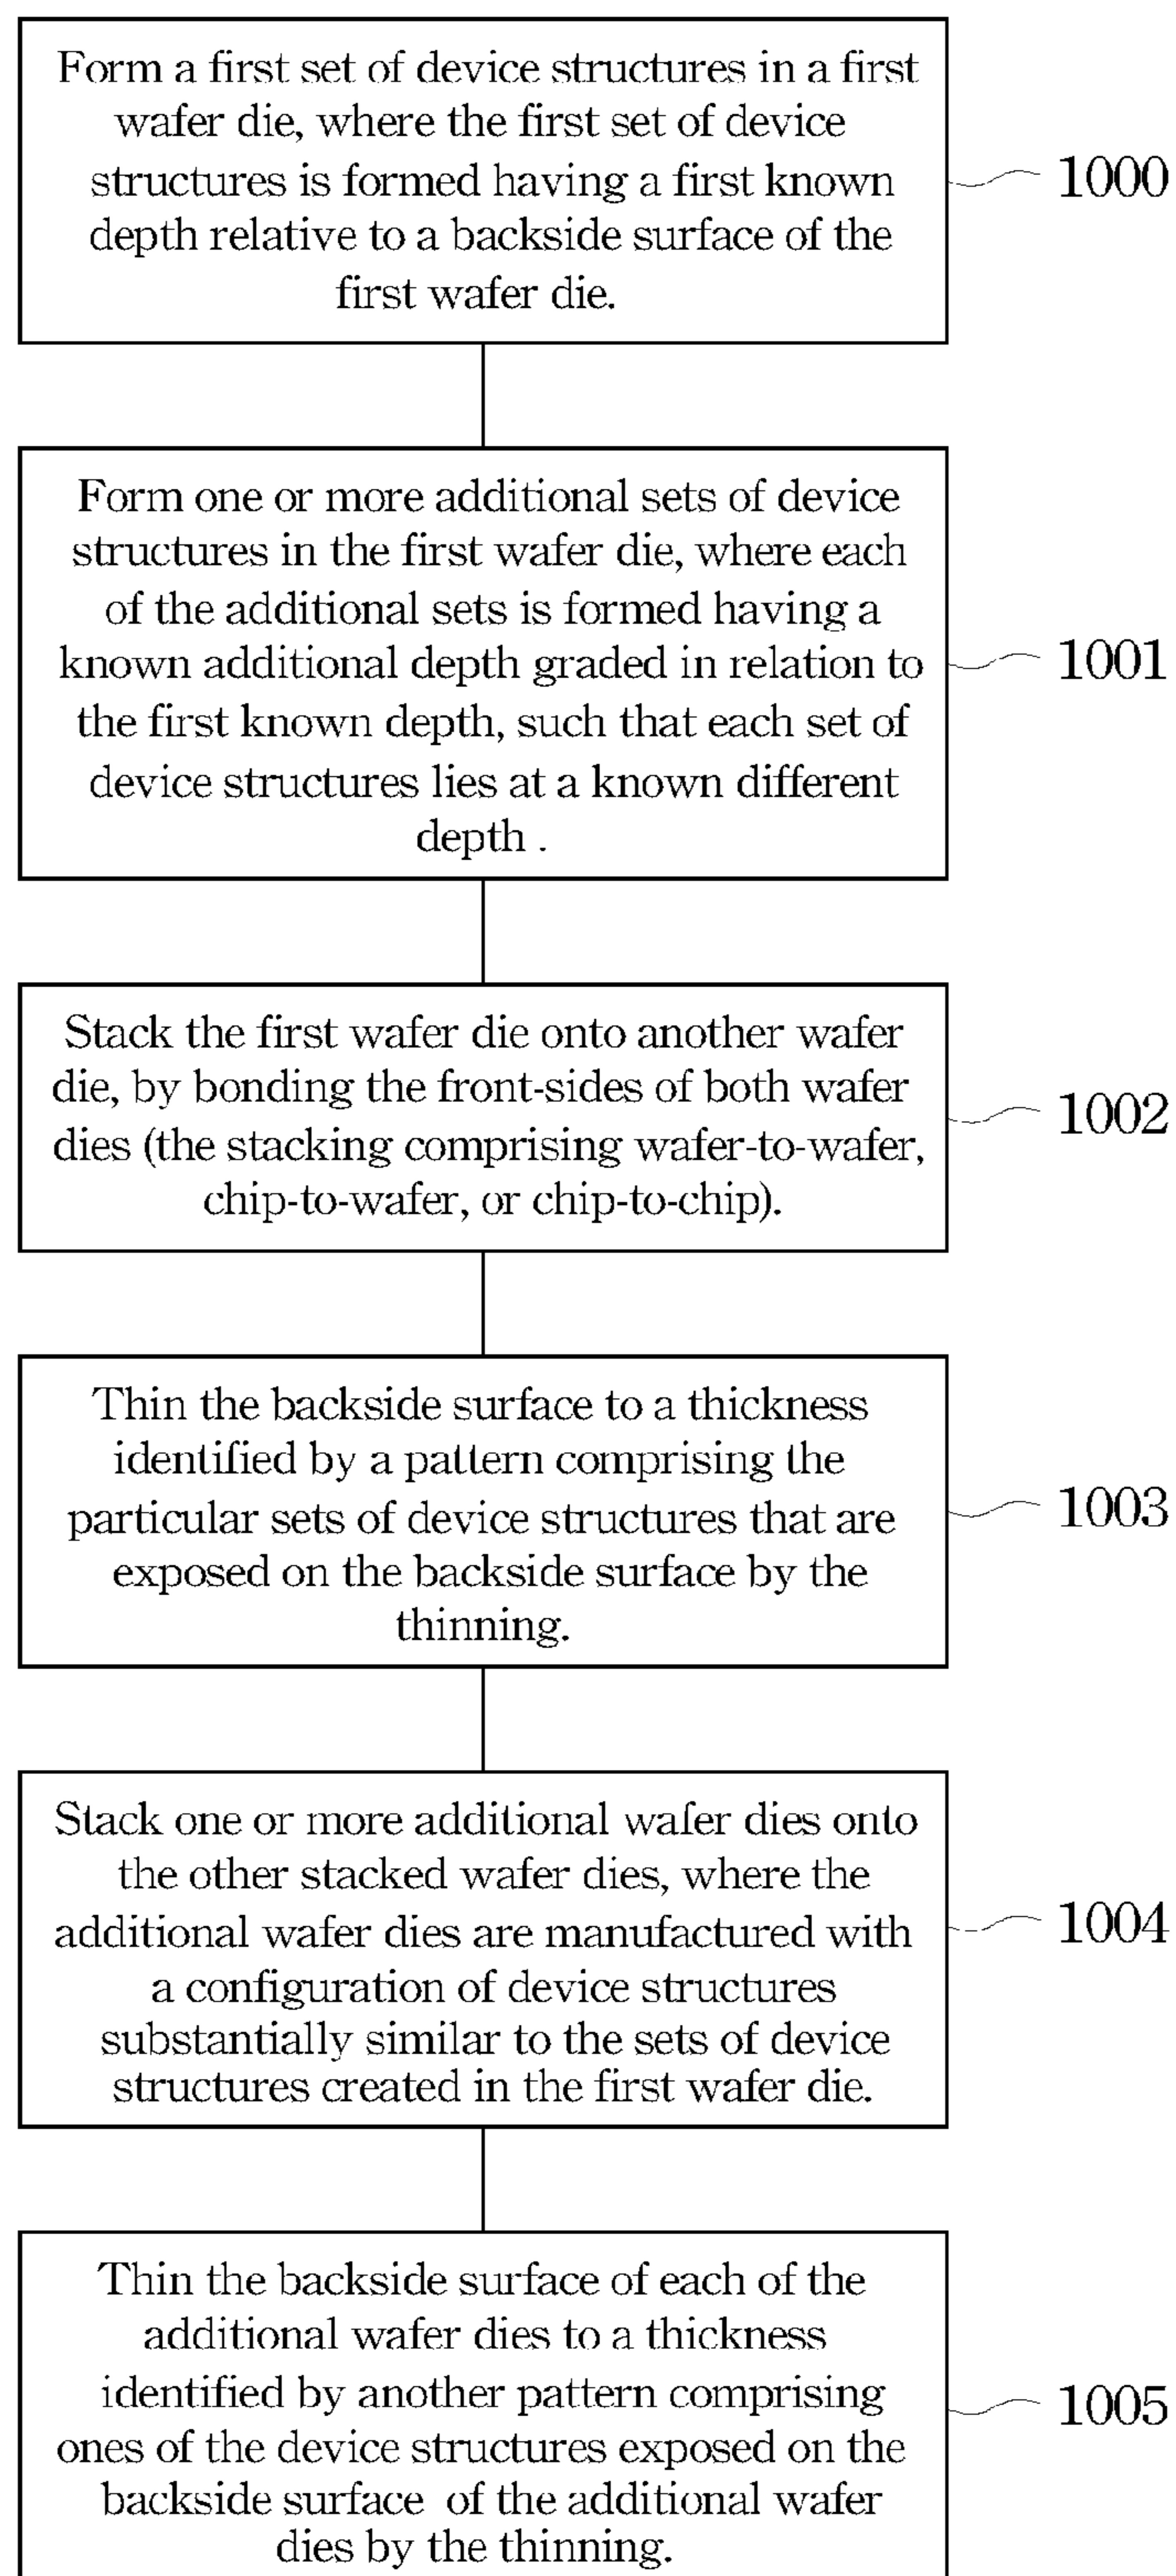 Form a first set of device structures in a first
wafer die, where the first set of device
structures is formed having a first known
depth relative to a backside surface of the
first wafer die.
1000
Form one or more additional sets of device
structures in the first wafer die, where each
of the additional sets is formed having a
known additional depth graded in relation to
the first known depth, such that each set of
device structures lies at a known different
depth .
1001
Stack the first wafer die onto another wafer
die, by bonding the front-sides of both wafer
dies (the stacking comprising wafer-to-wafer,
chip-to-wafer, or chip-to-chip).
1002
Thin the backside surface to a thickness
identified by a pattern comprising the
particular sets of device structures that are
exposed on the backside surface by the
thinning.
1003
Stack one or more additional wafer dies onto
the other stacked wafer dies, where the
additional wafer dies are manufactured with
a configuration of device structures
substantially similar to the sets of device
structures created in the first wafer die.
1004
Thin the backside surface of each of the
additional wafer dies to a thickness
identified by another pattern comprising
ones of the device structures exposed on the
backside surface of the additional wafer
dies by the thinning.
1005